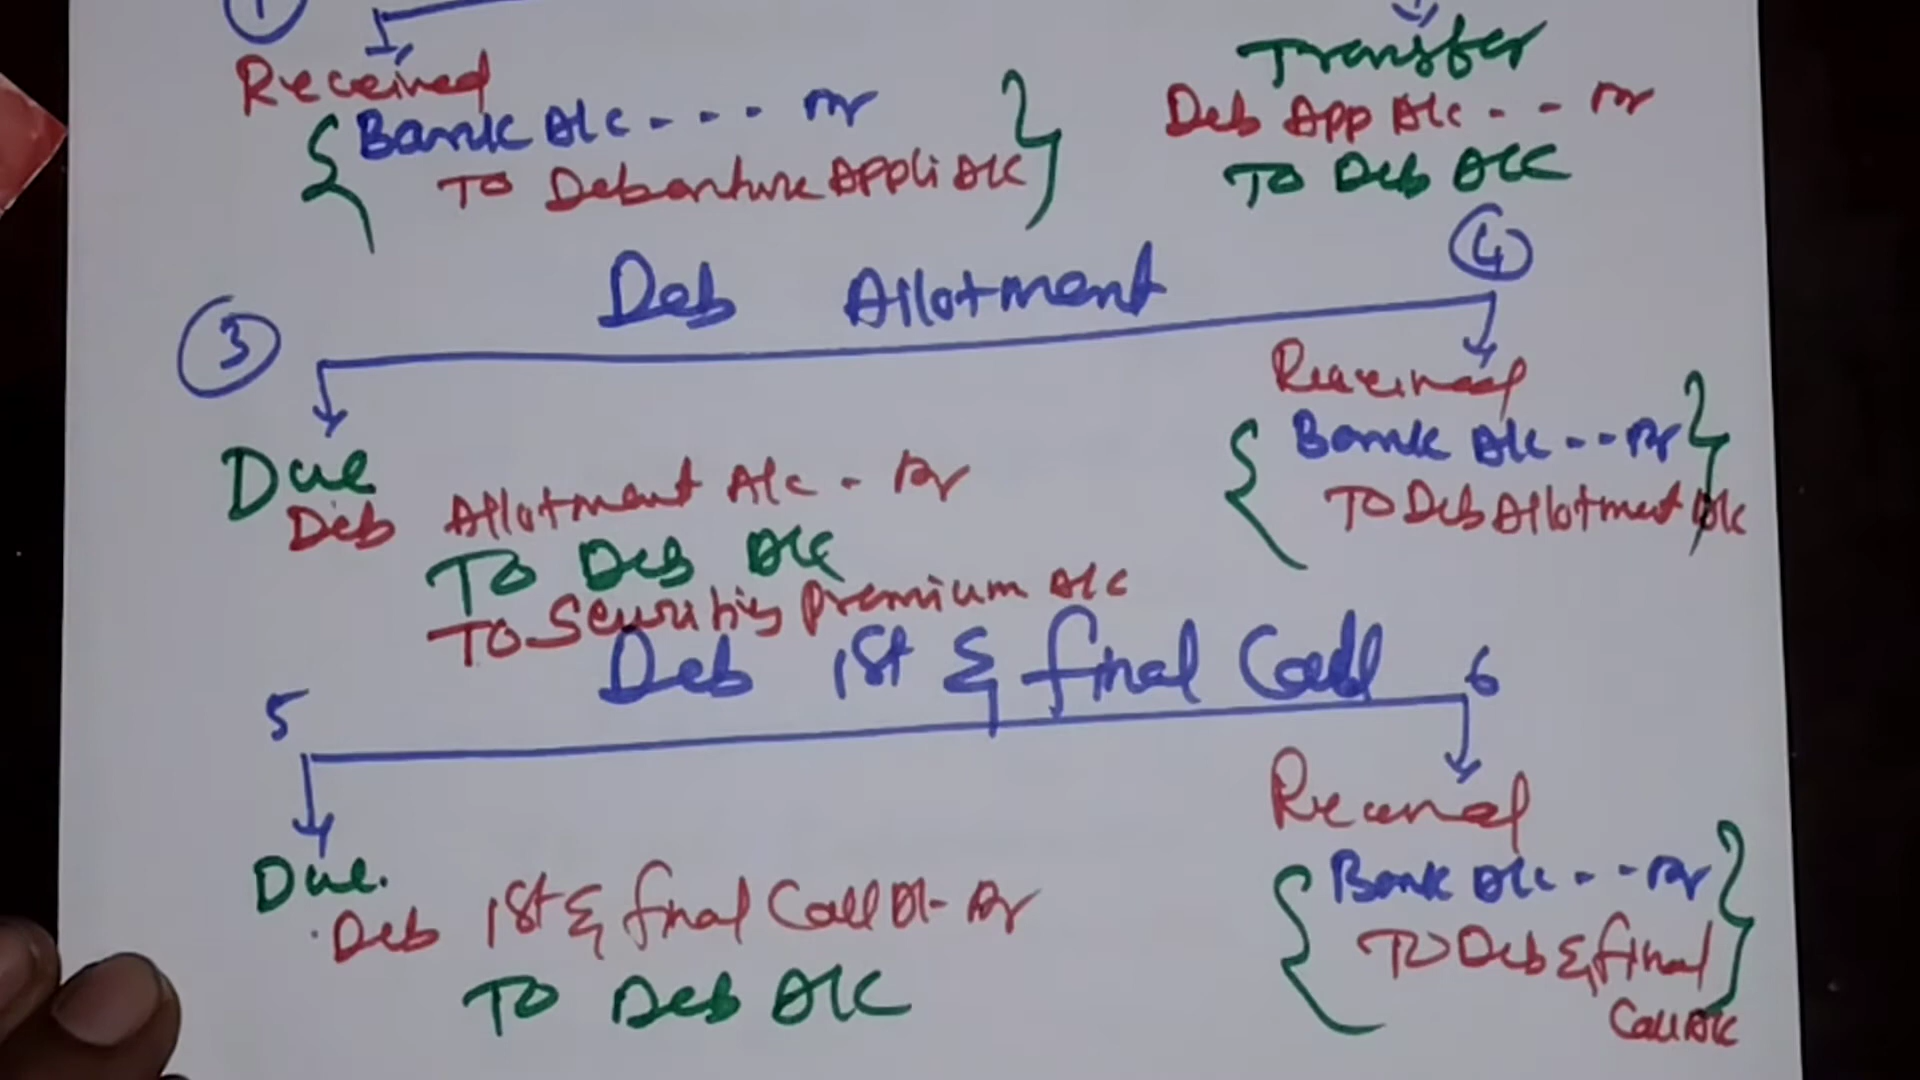 1
Received
Bank A/c - - - Dr
To Debenture Appli A/c
Transfer
Deb App A/c - - Dr
To Deb A/c
Deb Allotment
3
4
Due
Deb Allotment A/c - Dr
To Deb A/c
To Securities Premium A/c
Received
Bank A/c - - Dr
To Deb Allotment A/c
Deb 1st & final Call
5
6
Due.
Deb 1st & final Call A/c - Dr
To Deb A/c
Received
Bank A/c - - Dr
To Deb & final
Call A/c